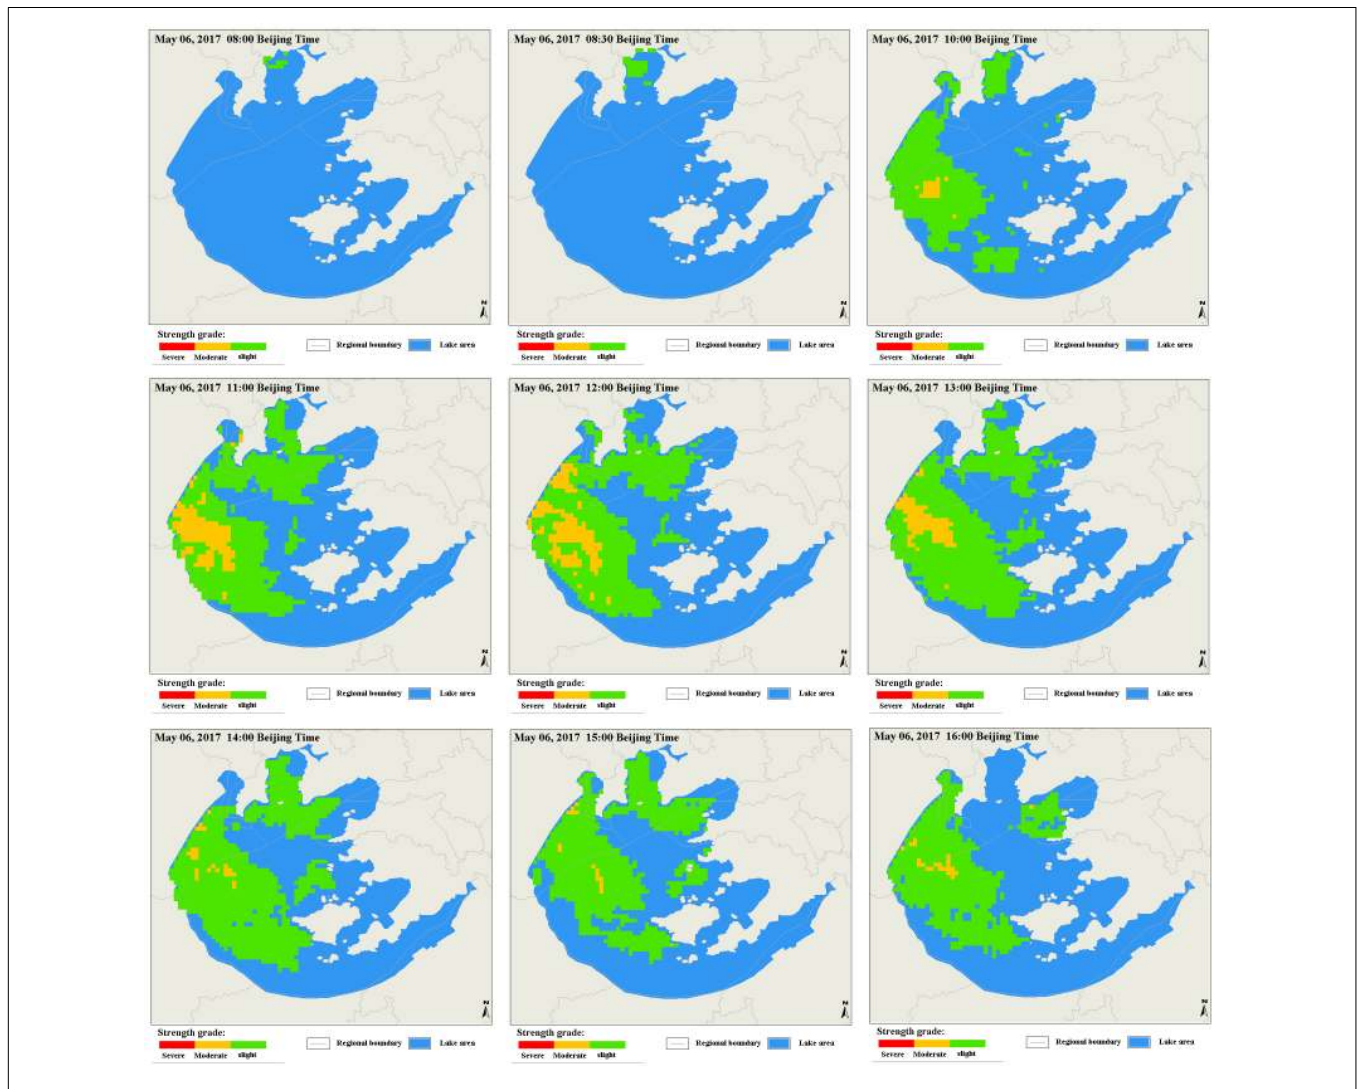 May 06, 2017 08:00 Beijing Time
N
Strength grade:
Severe Moderate slight
Regional boundary Lake area
May 06, 2017 08:30 Beijing Time
N
Strength grade:
Severe Moderate slight
Regional boundary Lake area
May 06, 2017 10:00 Beijing Time
N
Strength grade:
Severe Moderate slight
Regional boundary Lake area
May 06, 2017 11:00 Beijing Time
N
Strength grade:
Severe Moderate slight
Regional boundary Lake area
May 06, 2017 12:00 Beijing Time
N
Strength grade:
Severe Moderate slight
Regional boundary Lake area
May 06, 2017 13:00 Beijing Time
N
Strength grade:
Severe Moderate slight
Regional boundary Lake area
May 06, 2017 14:00 Beijing Time
N
Strength grade:
Severe Moderate slight
Regional boundary Lake area
May 06, 2017 15:00 Beijing Time
N
Strength grade:
Severe Moderate slight
Regional boundary Lake area
May 06, 2017 16:00 Beijing Time
N
Strength grade:
Severe Moderate slight
Regional boundary Lake area